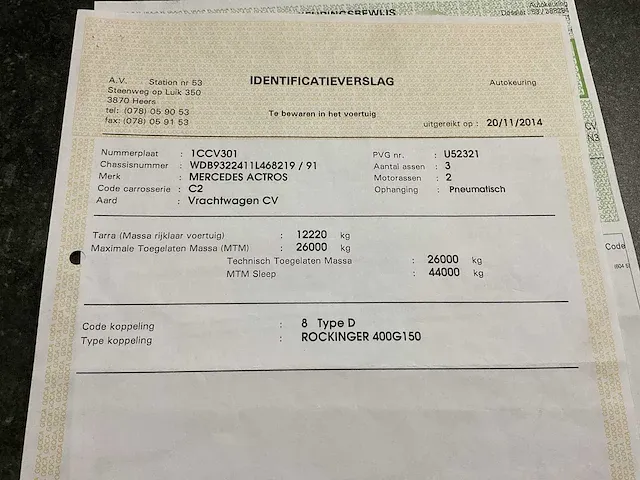 KEURINGSBEWIJS
Autokeuring
A.V. Station nr 53
Steenweg op Luik 350
3870 Heers
tel: (078) 05 90 53
fax: (078) 05 91 53
IDENTIFICATIEVERSLAG
Te bewaren in het voertuig
Autokeuring
uitgereikt op : 20/11/2014
Nummerplaat : 1CCV301
Chassisnummer : WDB9322411L468219 / 91
Merk : MERCEDES ACTROS
Code carrosserie : C2
Aard : Vrachtwagen CV
PVG nr. : U52321
Aantal assen : 3
Motorassen : 2
Ophanging : Pneumatisch
Tarra (Massa rijklaar voertuig) : 12220 kg
Maximale Toegelaten Massa (MTM) : 26000 kg
Technisch Toegelaten Massa : 26000 kg
MTM Sleep : 44000 kg
Code koppeling : 8 Type D
Type koppeling : ROCKINGER 400G150
CV
N3
Code